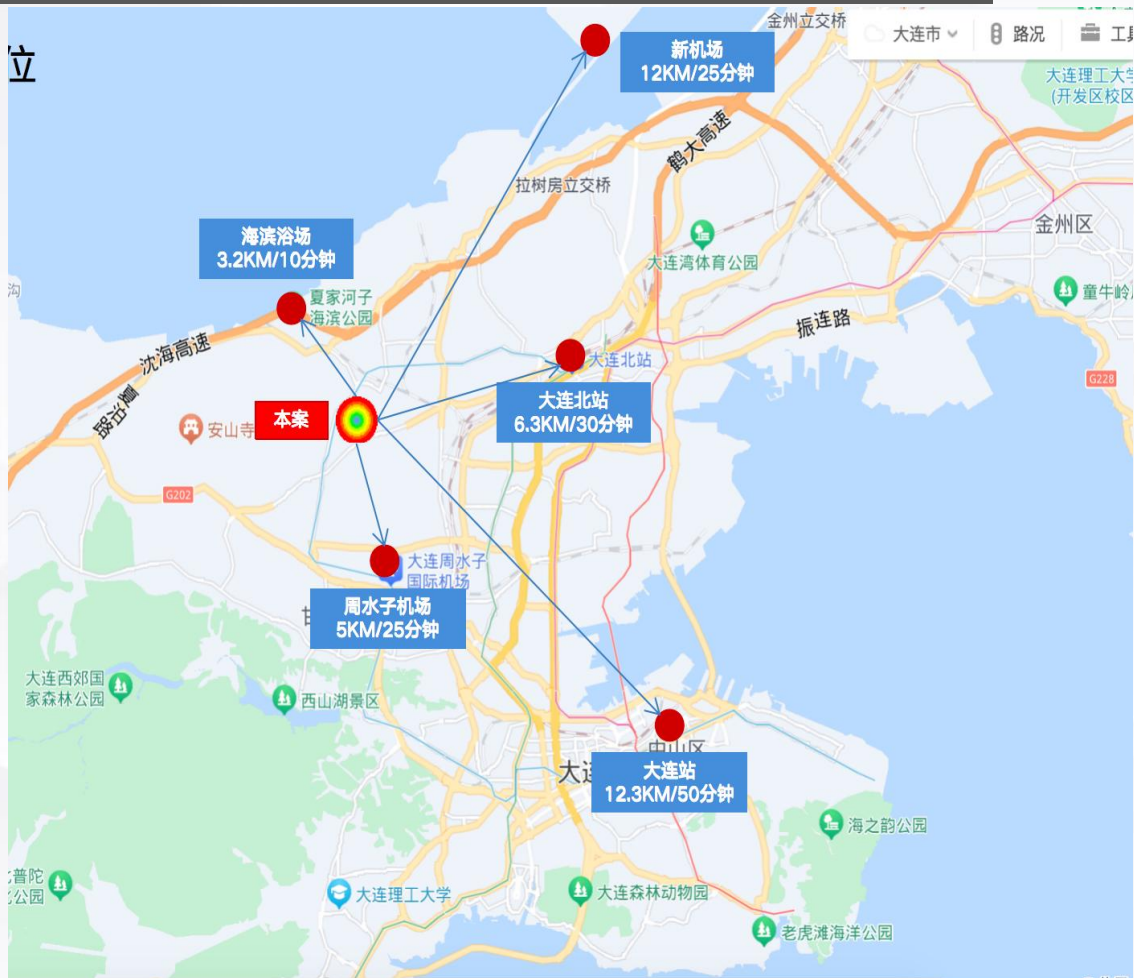 位
金州立交桥
大连市
路况
工具
新机场
12KM/25分钟
大连理工大学
(开发区校区
鹤大高速
拉树房立交桥
金州区
海滨浴场
3.2KM/10分钟
大连湾体育公园
沟
夏家河子
海滨公园
童牛岭
振连路
沈海高速
大连北站
G228
夏泊路
大连北站
6.3KM/30分钟
本案
安山寺
G202
大连周水子
国际机场
周水子机场
5KM/25分钟
甘
大连西郊国
家森林公园
西山湖景区
中山区
大连
大连站
12.3KM/50分钟
海之韵公园
普陀
公园
大连理工大学
大连森林动物园
老虎滩海洋公园